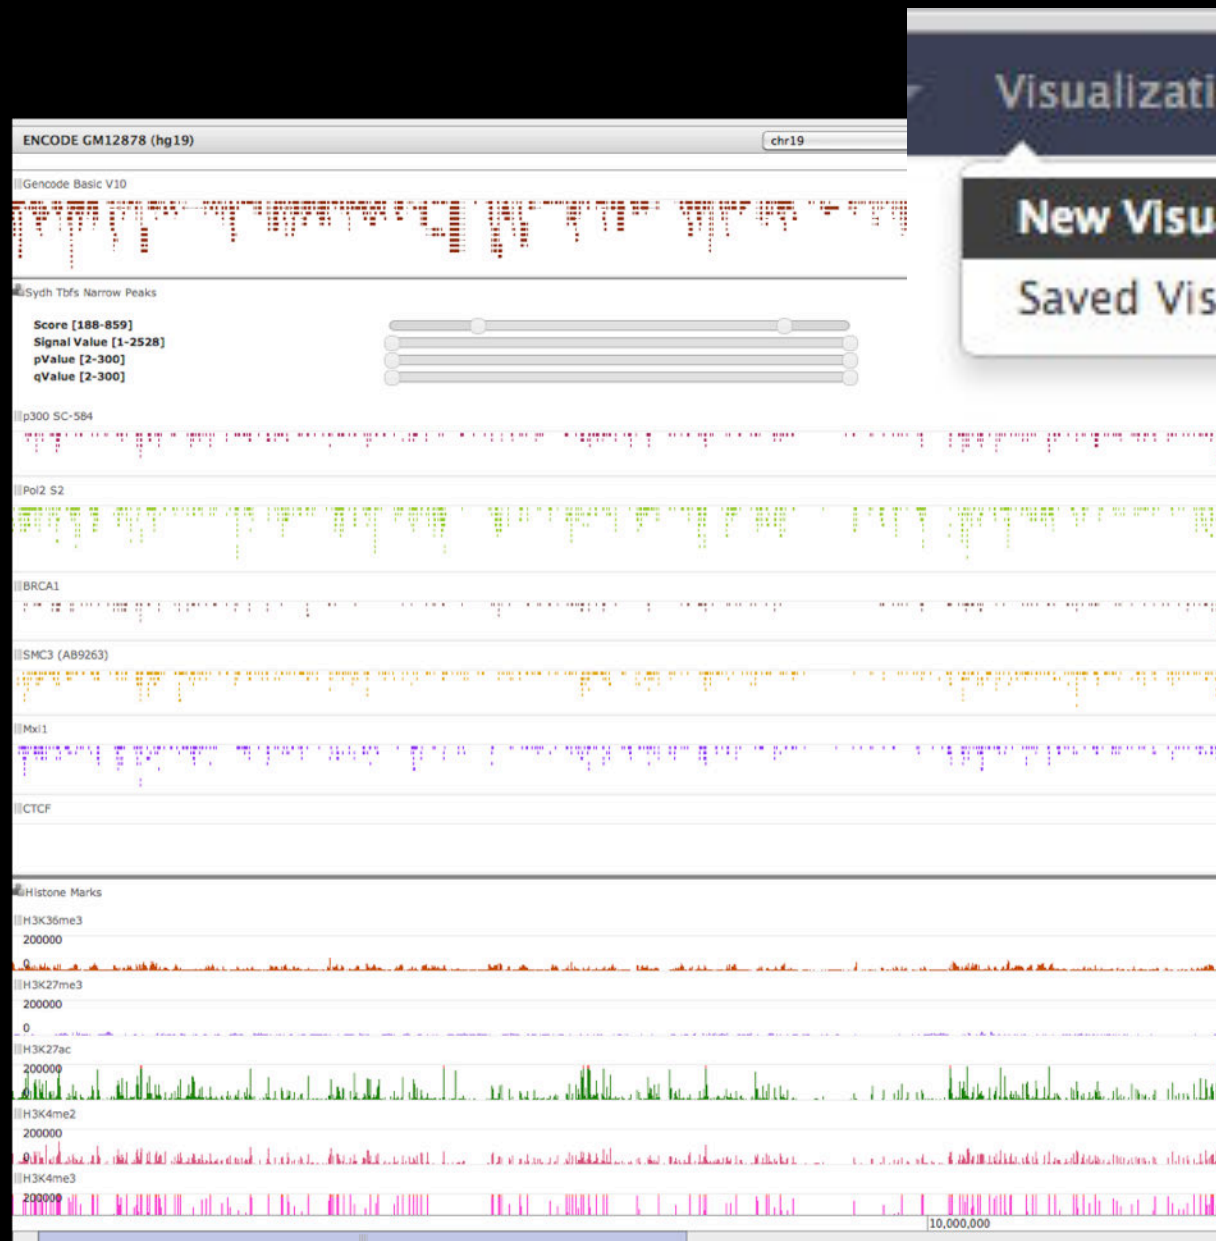 ENCODE GM12878 (hg19)
chr19
Visualizati
New Visu
Saved Vis
Gencode Basic V10
Sydh Tbfs Narrow Peaks
Score [188-859]
Signal Value [1-2528]
pValue [2-300]
qValue [2-300]
p300 SC-584
Pol2 S2
BRCA1
SMC3 (AB9263)
Mxi1
CTCF
Histone Marks
H3K36me3
200000
0
H3K27me3
200000
0
H3K27ac
200000
0
H3K4me2
200000
0
H3K4me3
200000
10,000,000